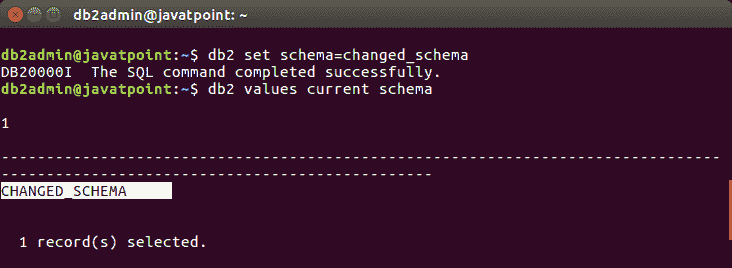 db2admin@javatpoint: ~
db2admin@javatpoint:~$ db2 set schema=changed_schema
DB20000I  The SQL command completed successfully.
db2admin@javatpoint:~$ db2 values current schema
1
--------------------------------------------------------------------------------
------------------------------------------------
CHANGED_SCHEMA
  1 record(s) selected.